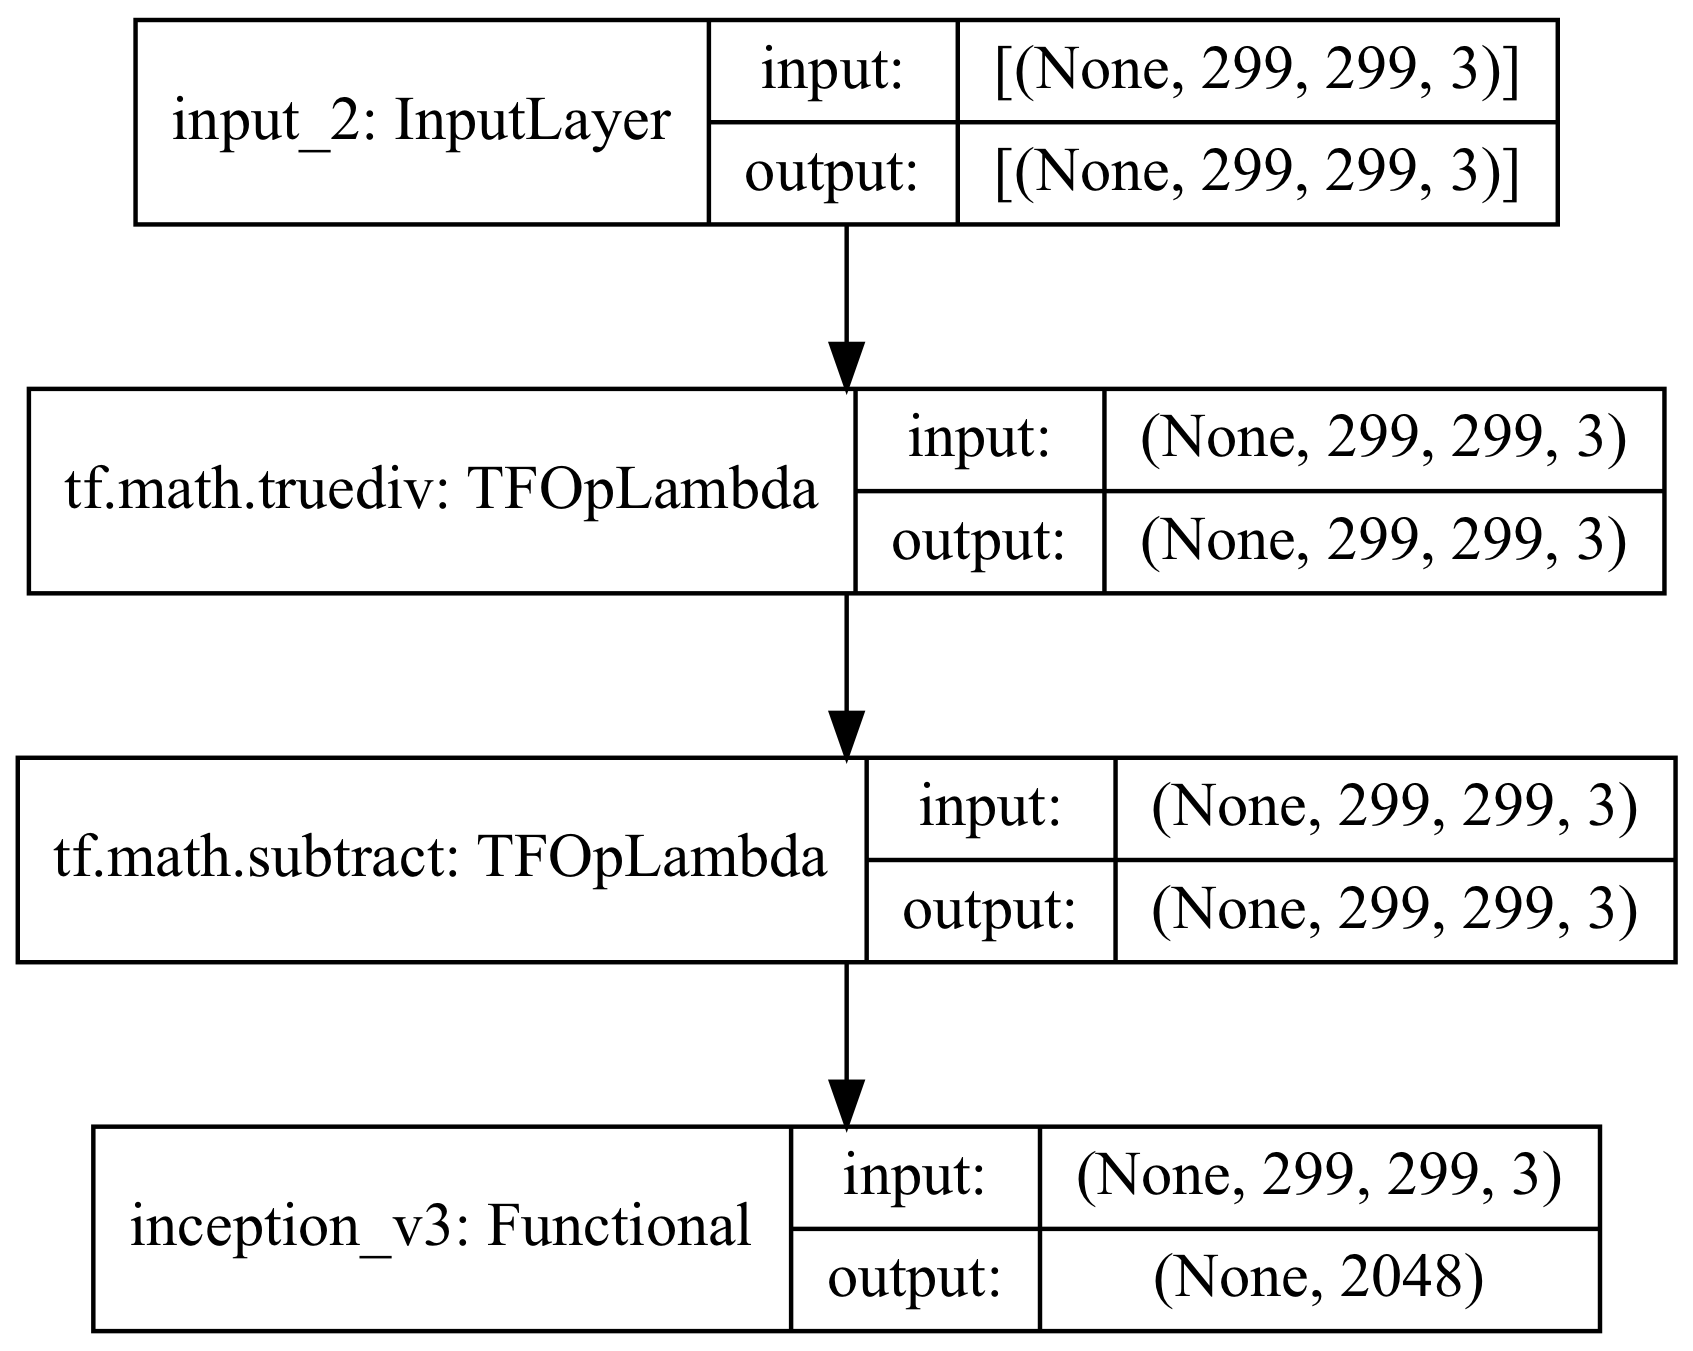 input_2: InputLayer
input:
[(None, 299, 299, 3)]
output:
[(None, 299, 299, 3)]
tf.math.truediv: TFOpLambda
input:
(None, 299, 299, 3)
output:
(None, 299, 299, 3)
tf.math.subtract: TFOpLambda
input:
(None, 299, 299, 3)
output:
(None, 299, 299, 3)
inception_v3: Functional
input:
(None, 299, 299, 3)
output:
(None, 2048)